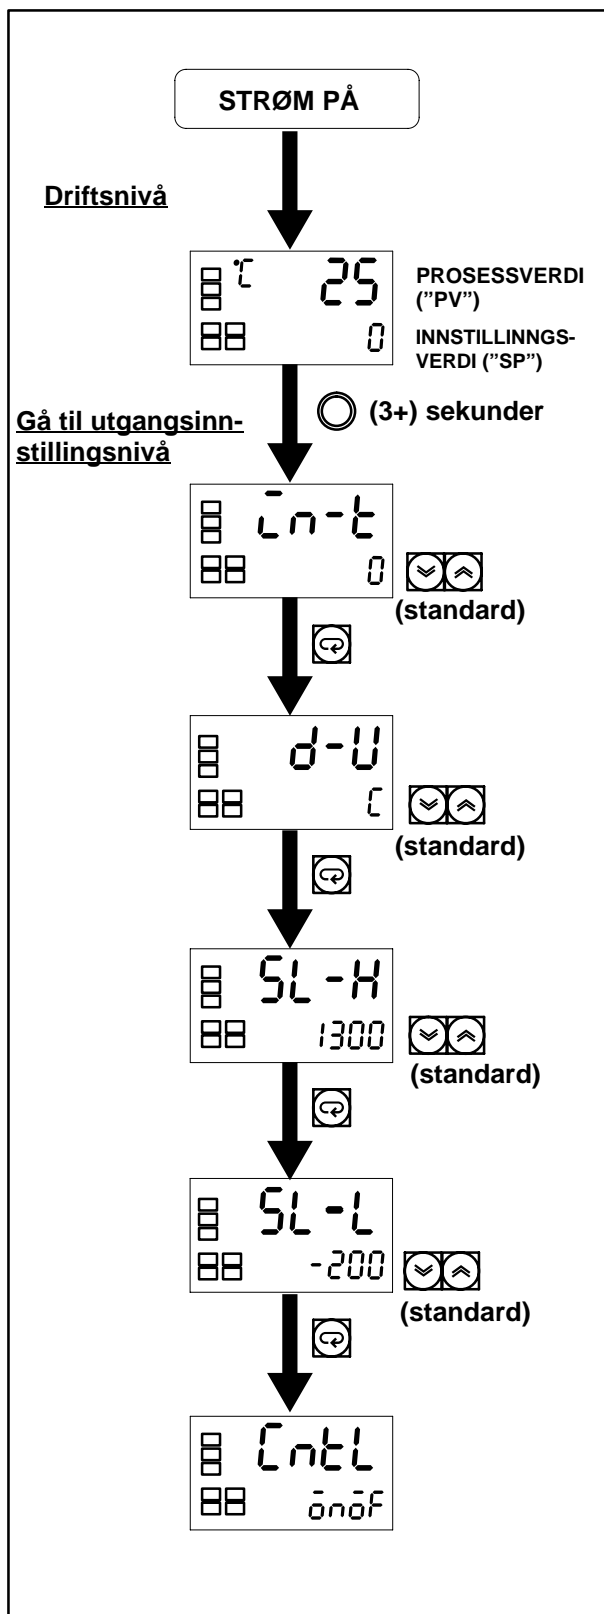 STRØM PÅ
Driftsnivå
℃ 25
PROSESSVERDI
("PV")
0
INNSTILLINNGS-
VERDI ("SP")
(3+) sekunder
Gå til utgangsinn-
stillingsnivå
in-t
0
(standard)
d-U
C
(standard)
SL-H
1300
(standard)
SL-L
-200
(standard)
CntL
onoF